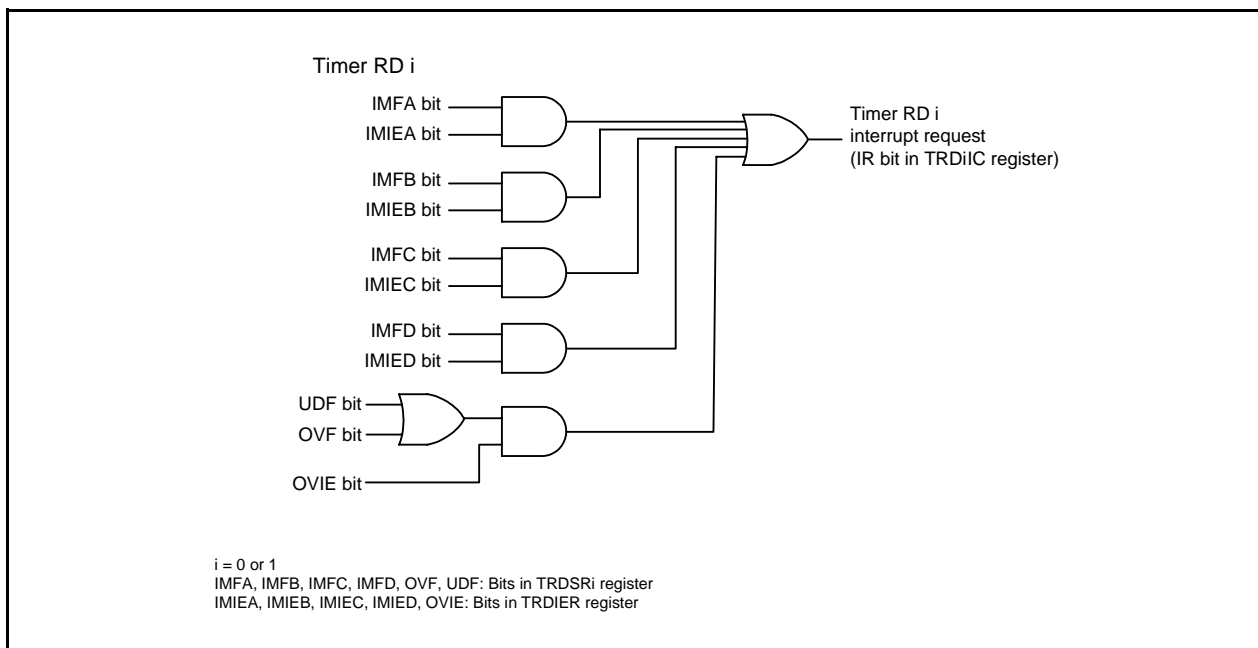 Timer RD i
IMFA bit
IMIEA bit
IMFB bit
IMIEB bit
IMFC bit
IMIEC bit
IMFD bit
IMIED bit
UDF bit
OVF bit
OVIE bit
Timer RD i
interrupt request
(IR bit in TRDiIC register)
i = 0 or 1
IMFA, IMFB, IMFC, IMFD, OVF, UDF: Bits in TRDSRi register
IMIEA, IMIEB, IMIEC, IMIED, OVIE: Bits in TRDIER register